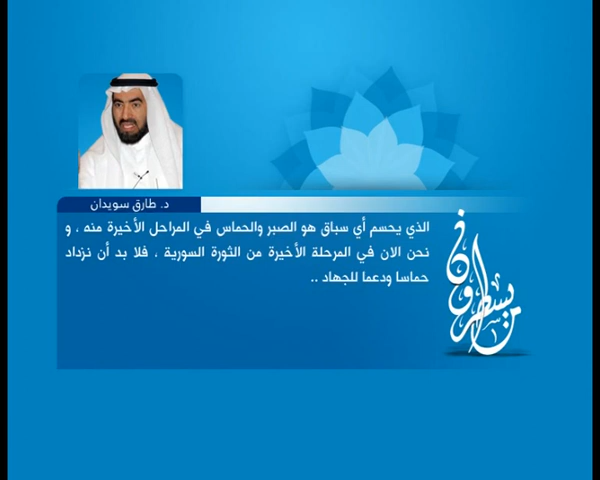 د. طارق سويدان
الذي يحسم أي سباق هو الصبر والحماس في المراحل الأخيرة منه ، و
نحن الان في المرحلة الأخيرة من الثورة السورية ، فلا بد أن نزداد
حماسا ودعما للجهاد ..